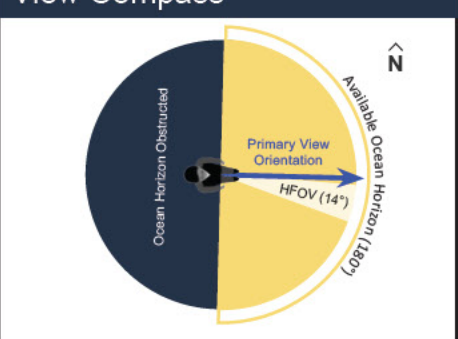 View Compass
N
Ocean Horizon Obstructed
Primary View
Orientation
HFOV (14°)
Available Ocean Horizon (180°)